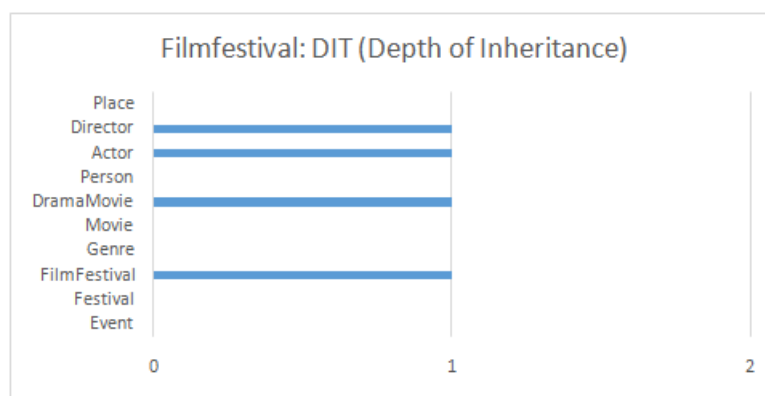 Filmfestival: DIT (Depth of Inheritance)
Place
Director
Actor
Person
DramaMovie
Movie
Genre
FilmFestival
Festival
Event
0 1 2